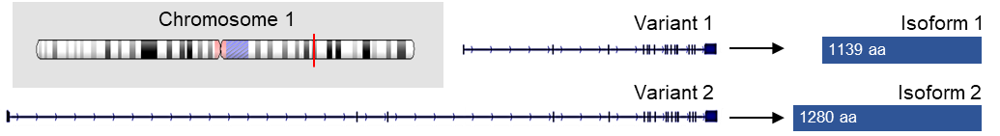 Chromosome 1
Variant 1
Isoform 1
1139 aa
Variant 2
Isoform 2
1280 aa